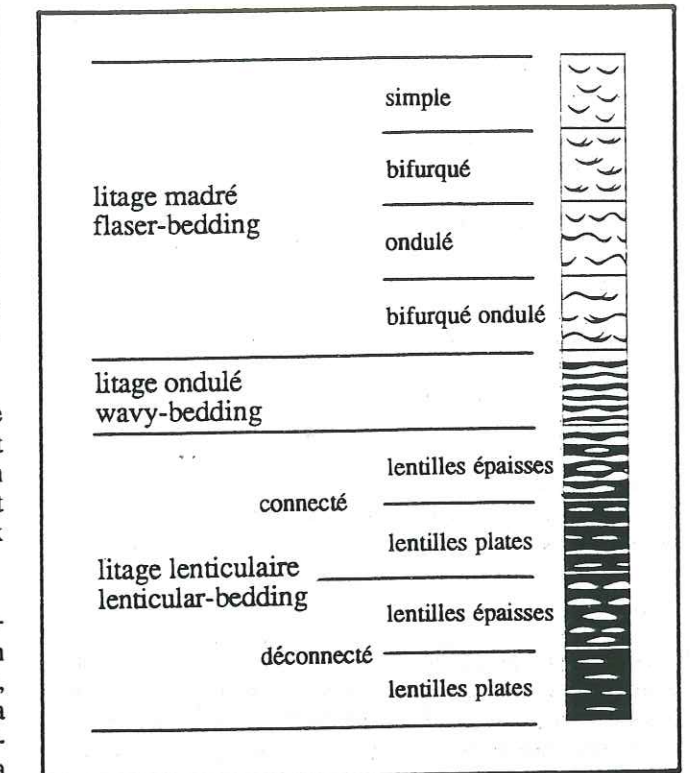 simple
bifurqué
litage madré
flaser-bedding
ondulé
bifurqué ondulé
litage ondulé
wavy-bedding
lentilles épaisses
connecté
lentilles plates
litage lenticulaire
lenticular-bedding
lentilles épaisses
déconnecté
lentilles plates